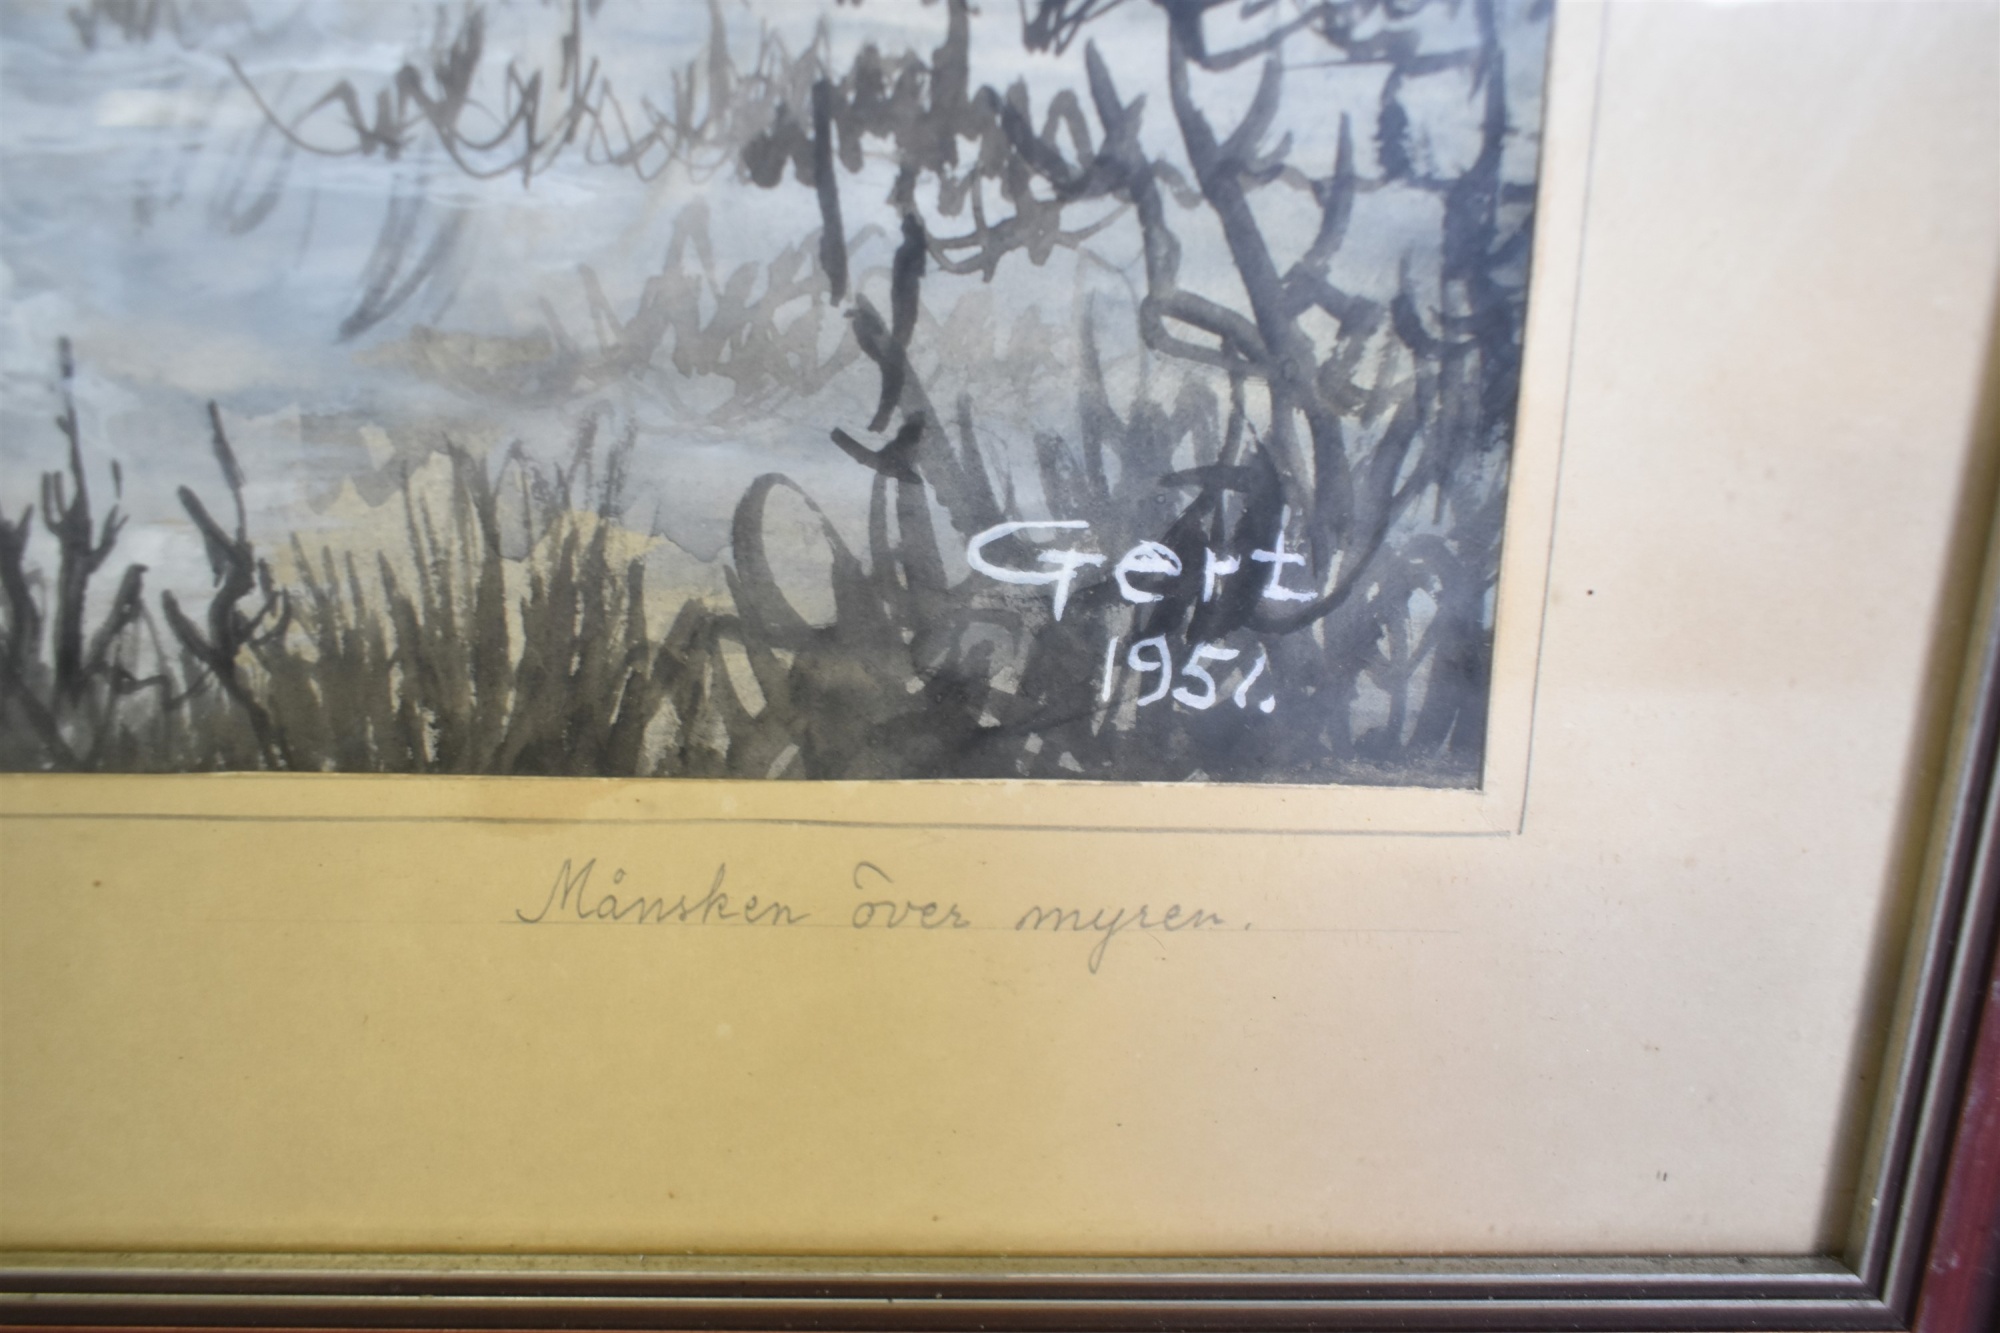 Gert
1951.
Månsken över myren.